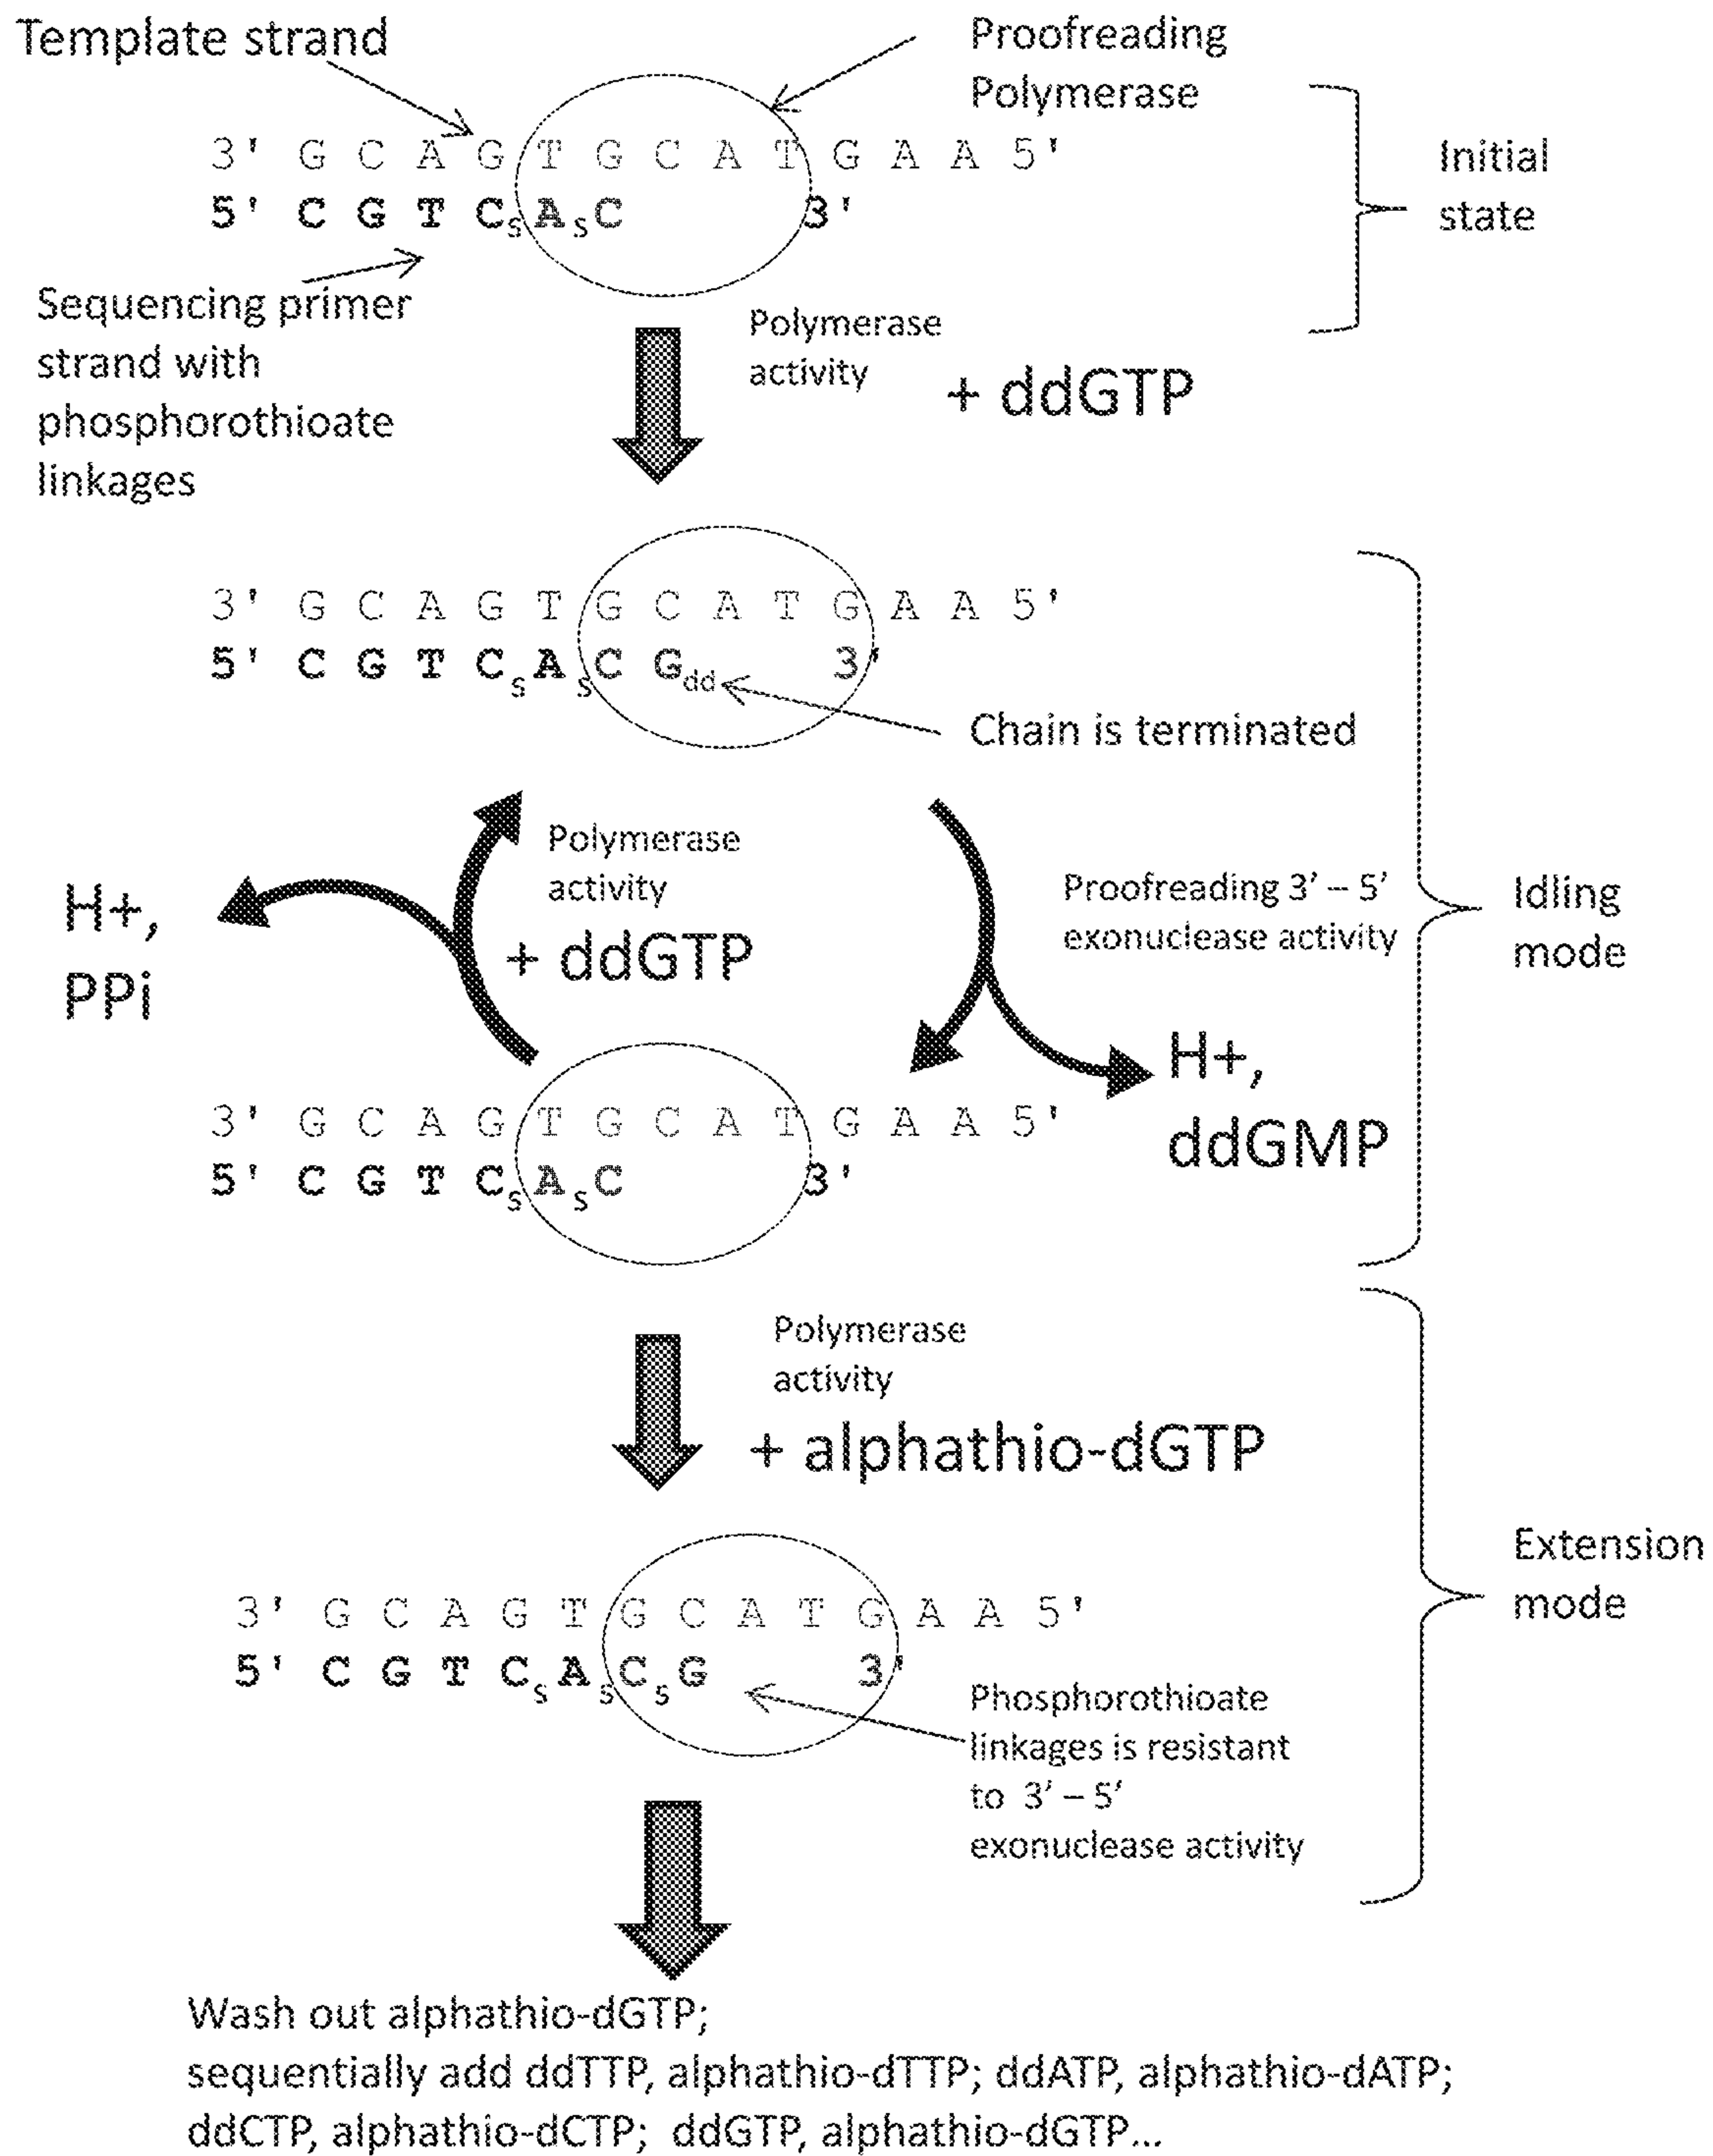 Template strand
Proofreading
Polymerase
3' G C A G T G C A T G A A 5'
5' C G T CsAsC 3'
Initial
state
Sequencing primer
strand with
phosphorothioate
linkages
Polymerase
activity
+ ddGTP
3' G C A G T G C A T G A A 5'
5' C G T CsAsC Gdd 3'
Chain is terminated
H+,
PPi
Polymerase
activity
+ ddGTP
Proofreading 3’ – 5’
exonuclease activity
Idling
mode
H+,
ddGMP
3' G C A G T G C A T G A A 5'
5' C G T CsAsC 3'
Polymerase
activity
+ alphathio-dGTP
Extension
mode
3' G C A G T G C A T G A A 5'
5' C G T CsAsCsG 3'
Phosphorothioate
linkages is resistant
to 3’ – 5’
exonuclease activity
Wash out alphathio-dGTP;
sequentially add ddTTP, alphathio-dTTP; ddATP, alphathio-dATP;
ddCTP, alphathio-dCTP; ddGTP, alphathio-dGTP...